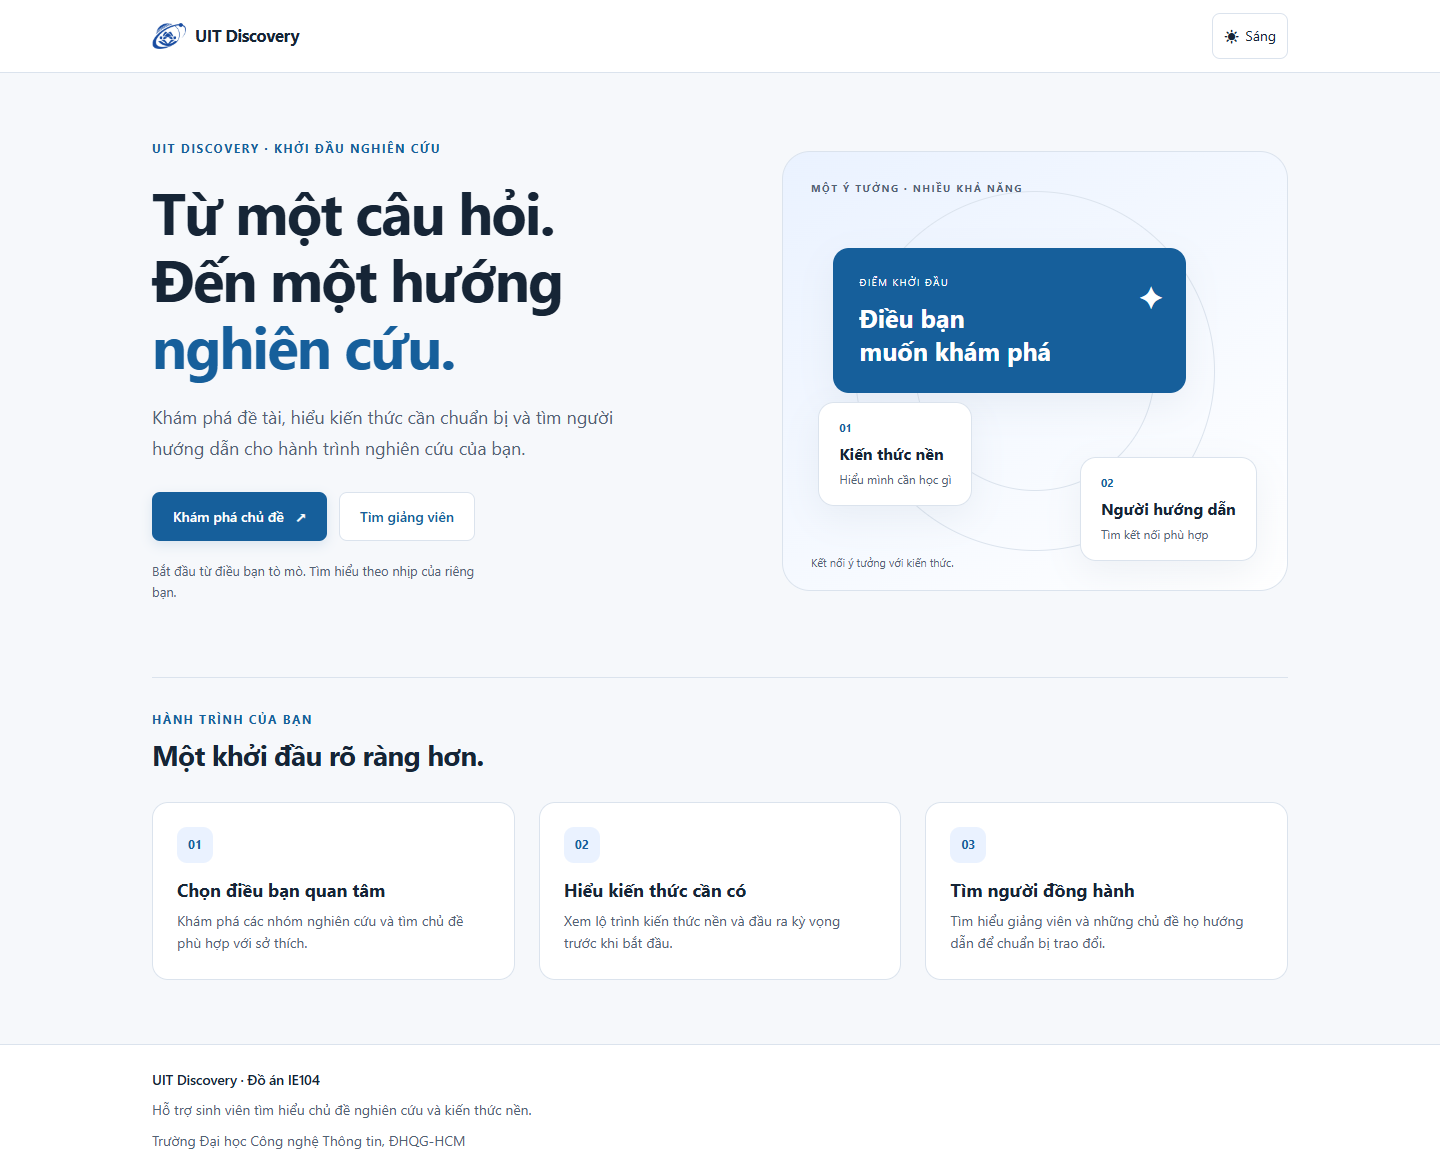 UIT Discovery
Sáng
UIT DISCOVERY · KHỞI ĐẦU NGHIÊN CỨU
Từ một câu hỏi.
Đến một hướng
nghiên cứu.
Khám phá đề tài, hiểu kiến thức cần chuẩn bị và tìm người
hướng dẫn cho hành trình nghiên cứu của bạn.
Khám phá chủ đề ↗
Tìm giảng viên
Bắt đầu từ điều bạn tò mò. Tìm hiểu theo nhịp của riêng
bạn.
MỘT Ý TƯỞNG · NHIỀU KHẢ NĂNG
ĐIỂM KHỞI ĐẦU
Điều bạn
muốn khám phá
01
Kiến thức nền
Hiểu mình cần học gì
02
Người hướng dẫn
Tìm kết nối phù hợp
Kết nối ý tưởng với kiến thức.
HÀNH TRÌNH CỦA BẠN
Một khởi đầu rõ ràng hơn.
01
Chọn điều bạn quan tâm
Khám phá các nhóm nghiên cứu và tìm chủ đề
phù hợp với sở thích.
02
Hiểu kiến thức cần có
Xem lộ trình kiến thức nền và đầu ra kỳ vọng
trước khi bắt đầu.
03
Tìm người đồng hành
Tìm hiểu giảng viên và những chủ đề họ hướng
dẫn để chuẩn bị trao đổi.
UIT Discovery · Đồ án IE104
Hỗ trợ sinh viên tìm hiểu chủ đề nghiên cứu và kiến thức nền.
Trường Đại học Công nghệ Thông tin, ĐHQG-HCM